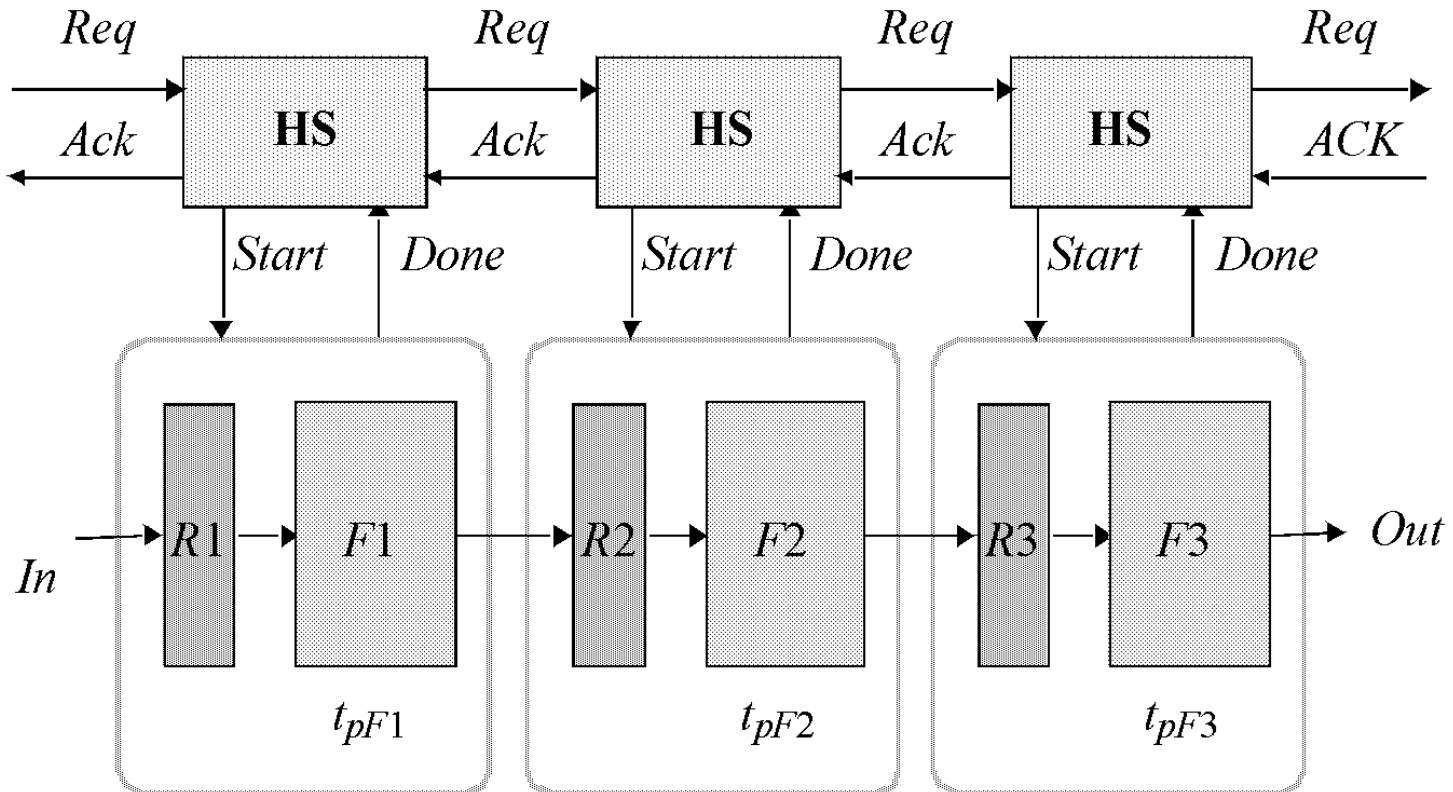 Req Req Req Req
HS HS HS
Ack Ack Ack ACK
Start Done Start Done Start Done
R1 F1 R2 F2 R3 F3 Out
In
tpF1 tpF2 tpF3